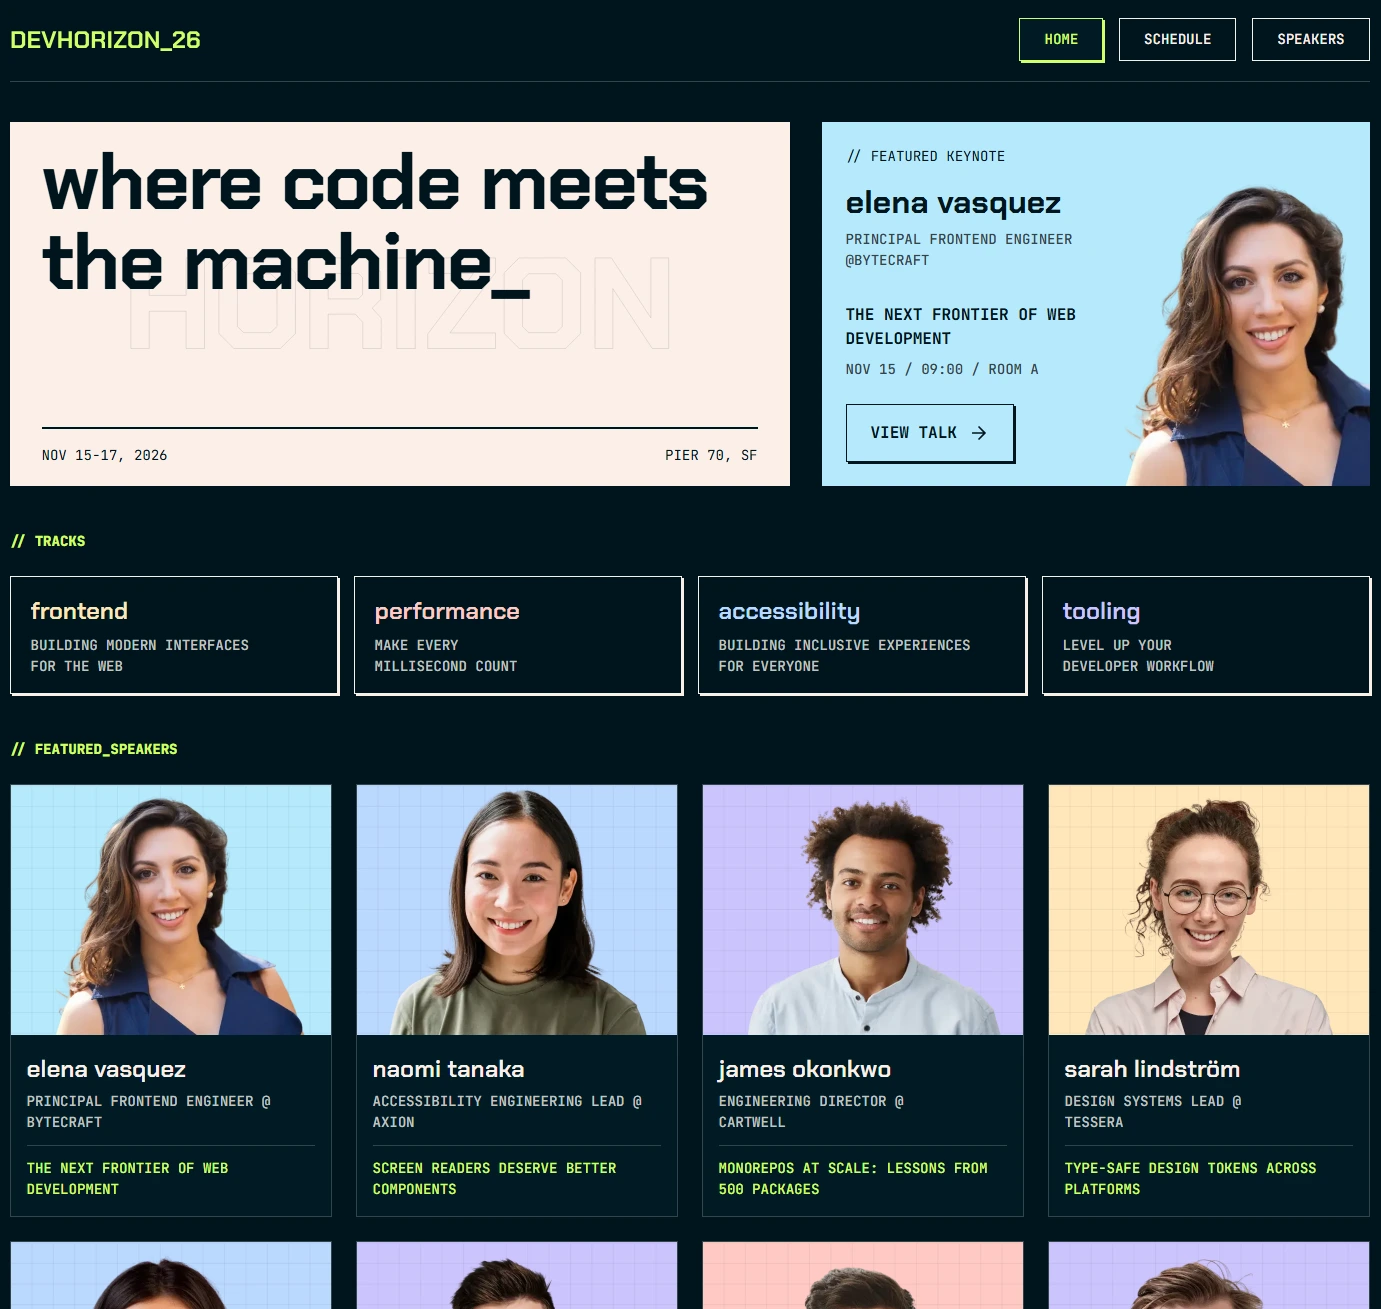 DEVHORIZON_26
HOME
SCHEDULE
SPEAKERS
where code meets
the machine_
HORIZON
NOV 15-17, 2026
PIER 70, SF
// FEATURED KEYNOTE
elena vasquez
PRINCIPAL FRONTEND ENGINEER
@BYTECRAFT
THE NEXT FRONTIER OF WEB
DEVELOPMENT
NOV 15 / 09:00 / ROOM A
VIEW TALK →
// TRACKS
frontend
BUILDING MODERN INTERFACES
FOR THE WEB
performance
MAKE EVERY
MILLISECOND COUNT
accessibility
BUILDING INCLUSIVE EXPERIENCES
FOR EVERYONE
tooling
LEVEL UP YOUR
DEVELOPER WORKFLOW
// FEATURED_SPEAKERS
elena vasquez
PRINCIPAL FRONTEND ENGINEER @
BYTECRAFT
THE NEXT FRONTIER OF WEB
DEVELOPMENT
naomi tanaka
ACCESSIBILITY ENGINEERING LEAD @
AXION
SCREEN READERS DESERVE BETTER
COMPONENTS
james okonkwo
ENGINEERING DIRECTOR @
CARTWELL
MONOREPOS AT SCALE: LESSONS FROM
500 PACKAGES
sarah lindström
DESIGN SYSTEMS LEAD @
TESSERA
TYPE-SAFE DESIGN TOKENS ACROSS
PLATFORMS